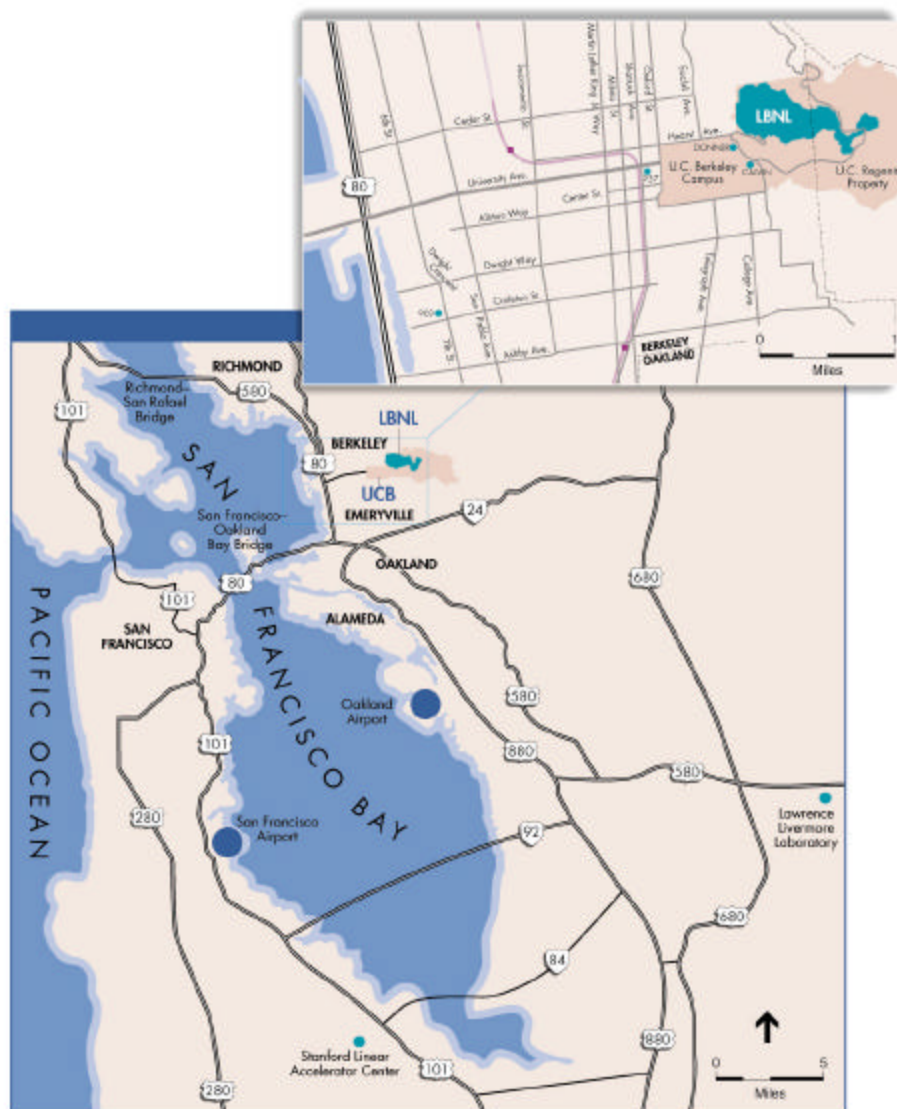 Cedar St.
6th St
Sacramento St.
Martin Luther King Jr. Way
Milvia St
Shattuck Ave
Oxford St
Euclid Ave.
Hearst Ave.
LBNL
DONNER
CALVIN
U.C. Berkeley
Campus
U.C. Regents
Property
80
University Ave.
Center St.
Allston Way
Dwight Way
Dwight
Crescent
7th St
San Pablo Ave
Ashby Ave.
Telegraph Ave
College Ave
BERKELEY
OAKLAND
0
1
Miles
RICHMOND
Richmond–
San Rafael
Bridge
101
580
LBNL
BERKELEY
80
UCB
EMERYVILLE
SAN
San Francisco–
Oakland
Bay Bridge
24
OAKLAND
80
680
101
ALAMEDA
SAN
FRANCISCO
PACIFIC OCEAN
FRANCISCO BAY
Oakland
Airport
580
101
880
580
280
San Francisco
Airport
92
Lawrence
Livermore
Laboratory
680
84
Stanford Linear
Accelerator Center
101
880
280
0
5
Miles